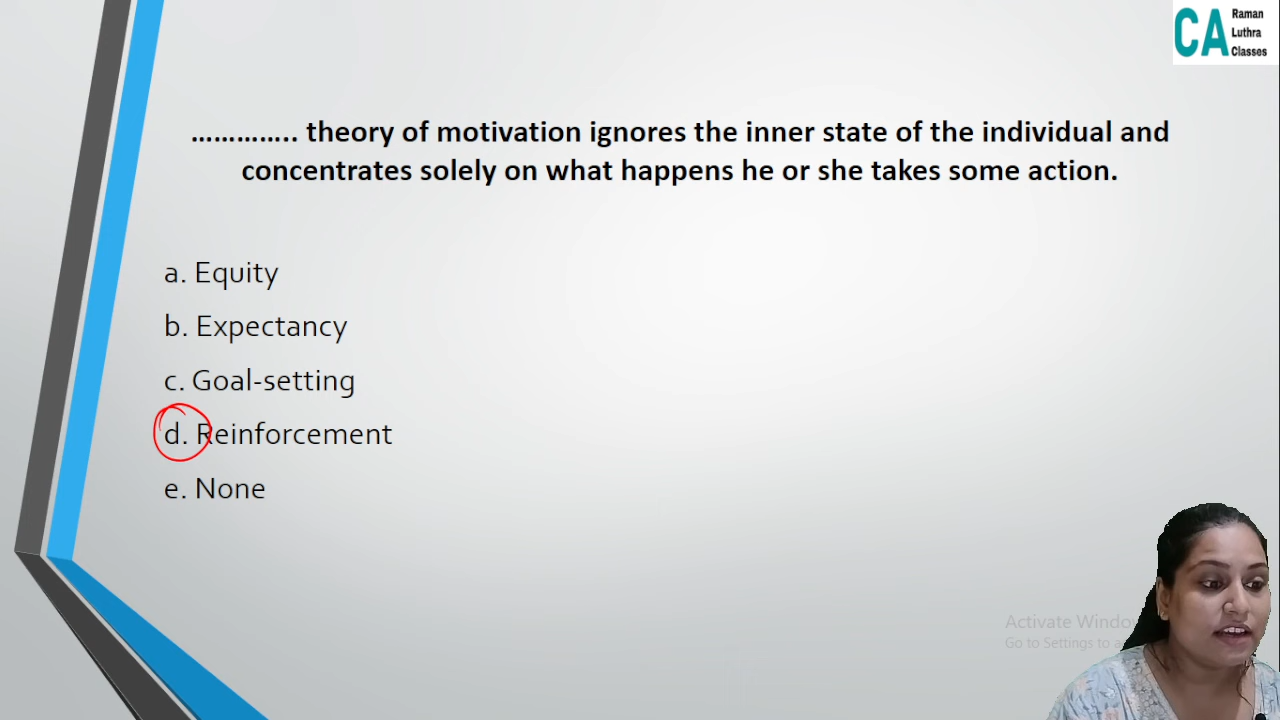 CA Raman
Luthra
Classes
………….. theory of motivation ignores the inner state of the individual and
concentrates solely on what happens he or she takes some action.
a. Equity
b. Expectancy
c. Goal-setting
d. Reinforcement
e. None
Activate
Go to Settings to